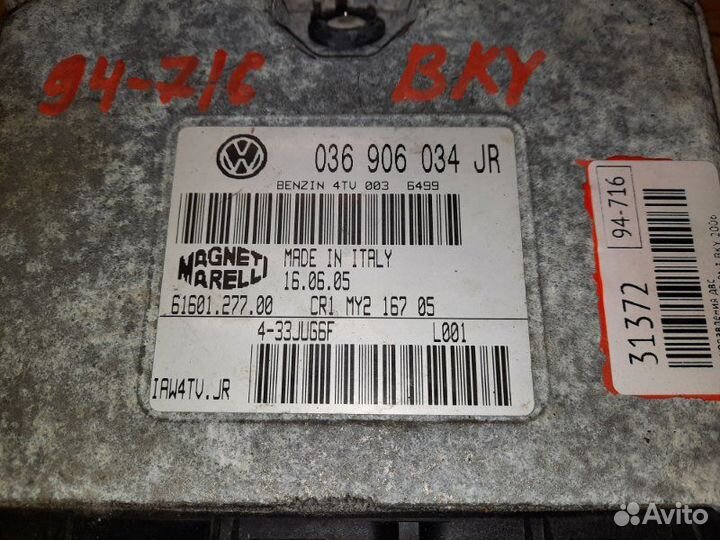 94-716
BKY
036 906 034 JR
BENZIN 4TV 003 6499
MAGNETI
MARELLI
MADE IN ITALY
16.06.05
61601.277.00 CR1 MY2 167 05
4-33JUG6F L001
IAW4TV.JR
94-716
31372
Avito